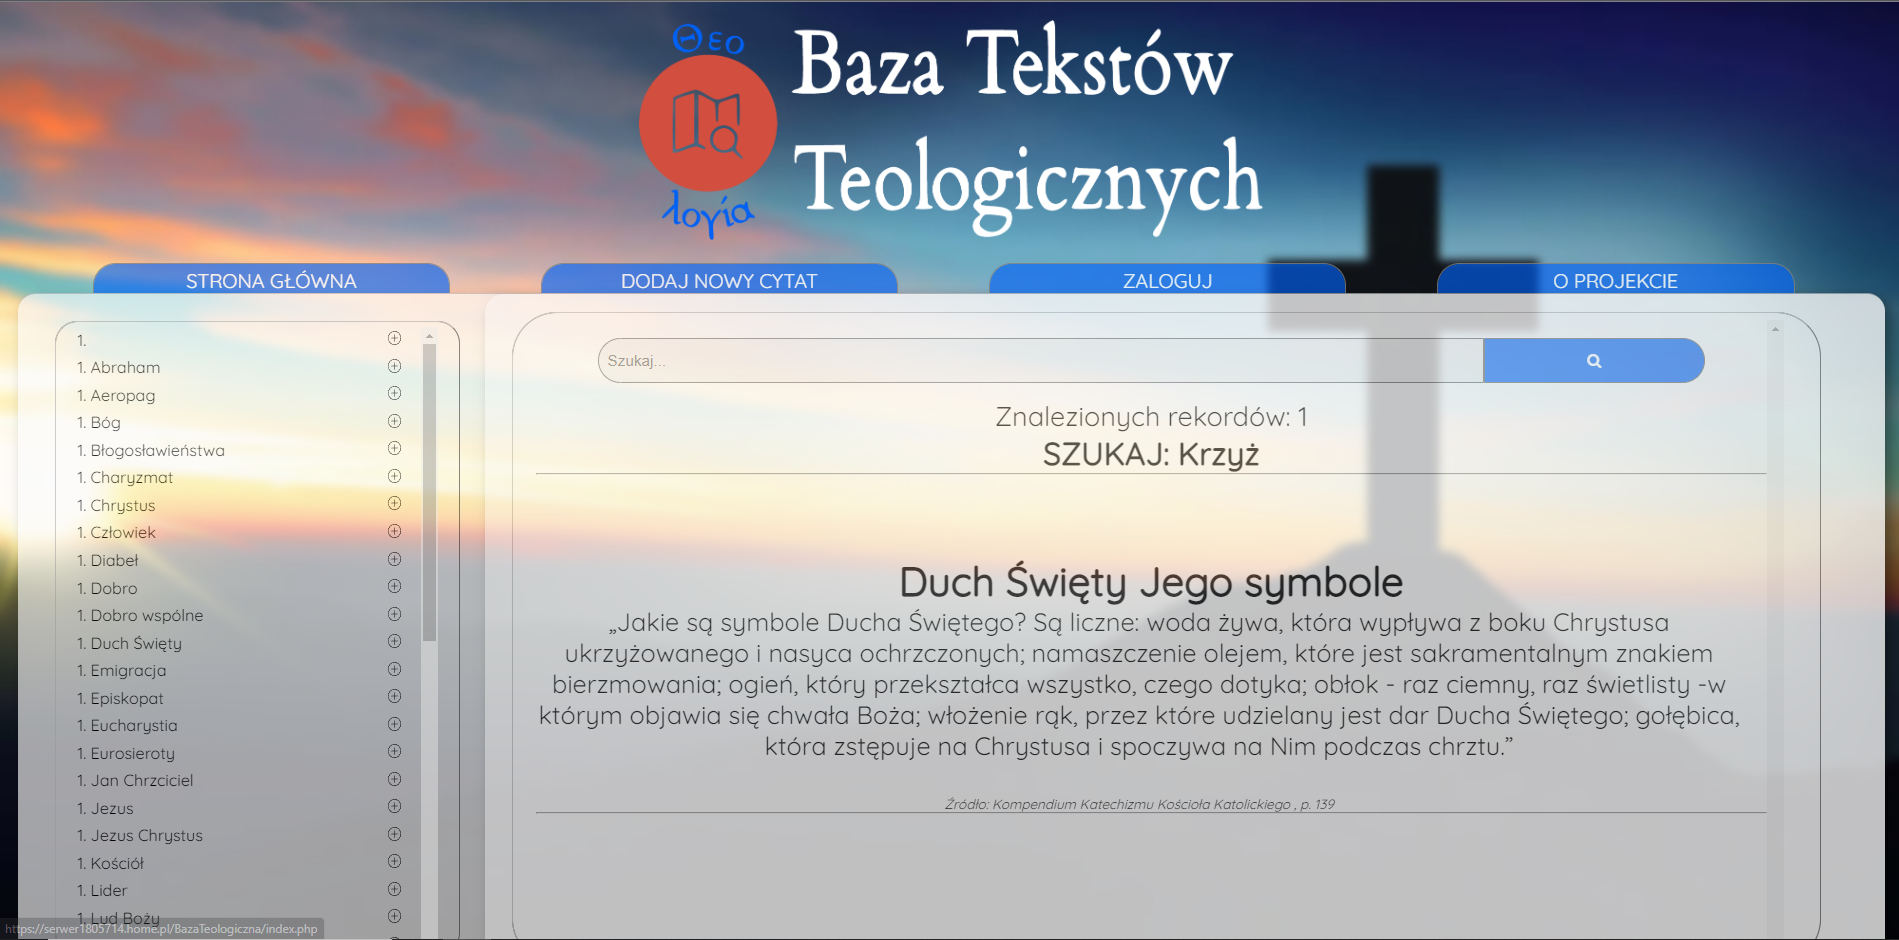 Θεο
λογία
Baza Tekstów
Teologicznych
STRONA GŁÓWNA
DODAJ NOWY CYTAT
ZALOGUJ
O PROJEKCIE
1.
1. Abraham
1. Aeropag
1. Bóg
1. Błogosławieństwa
1. Charyzmat
1. Chrystus
1. Człowiek
1. Diabeł
1. Dobro
1. Dobro wspólne
1. Duch Święty
1. Emigracja
1. Episkopat
1. Eucharystia
1. Eurosieroty
1. Jan Chrzciciel
1. Jezus
1. Jezus Chrystus
1. Kościół
1. Lider
1. Lud Boży
Szukaj...
Znalezionych rekordów: 1
SZUKAJ: Krzyż
Duch Święty Jego symbole
„Jakie są symbole Ducha Świętego? Są liczne: woda żywa, która wypływa z boku Chrystusa
ukrzyżowanego i nasyca ochrzczonych; namaszczenie olejem, które jest sakramentalnym znakiem
bierzmowania; ogień, który przekształca wszystko, czego dotyka; obłok - raz ciemny, raz świetlisty -w
którym objawia się chwała Boża; włożenie rąk, przez które udzielany jest dar Ducha Świętego; gołębica,
która zstępuje na Chrystusa i spoczywa na Nim podczas chrztu.”
Źródło: Kompendium Katechizmu Kościoła Katolickiego , p. 139
https://serwer1805714.home.pl/BazaTeologiczna/index.php